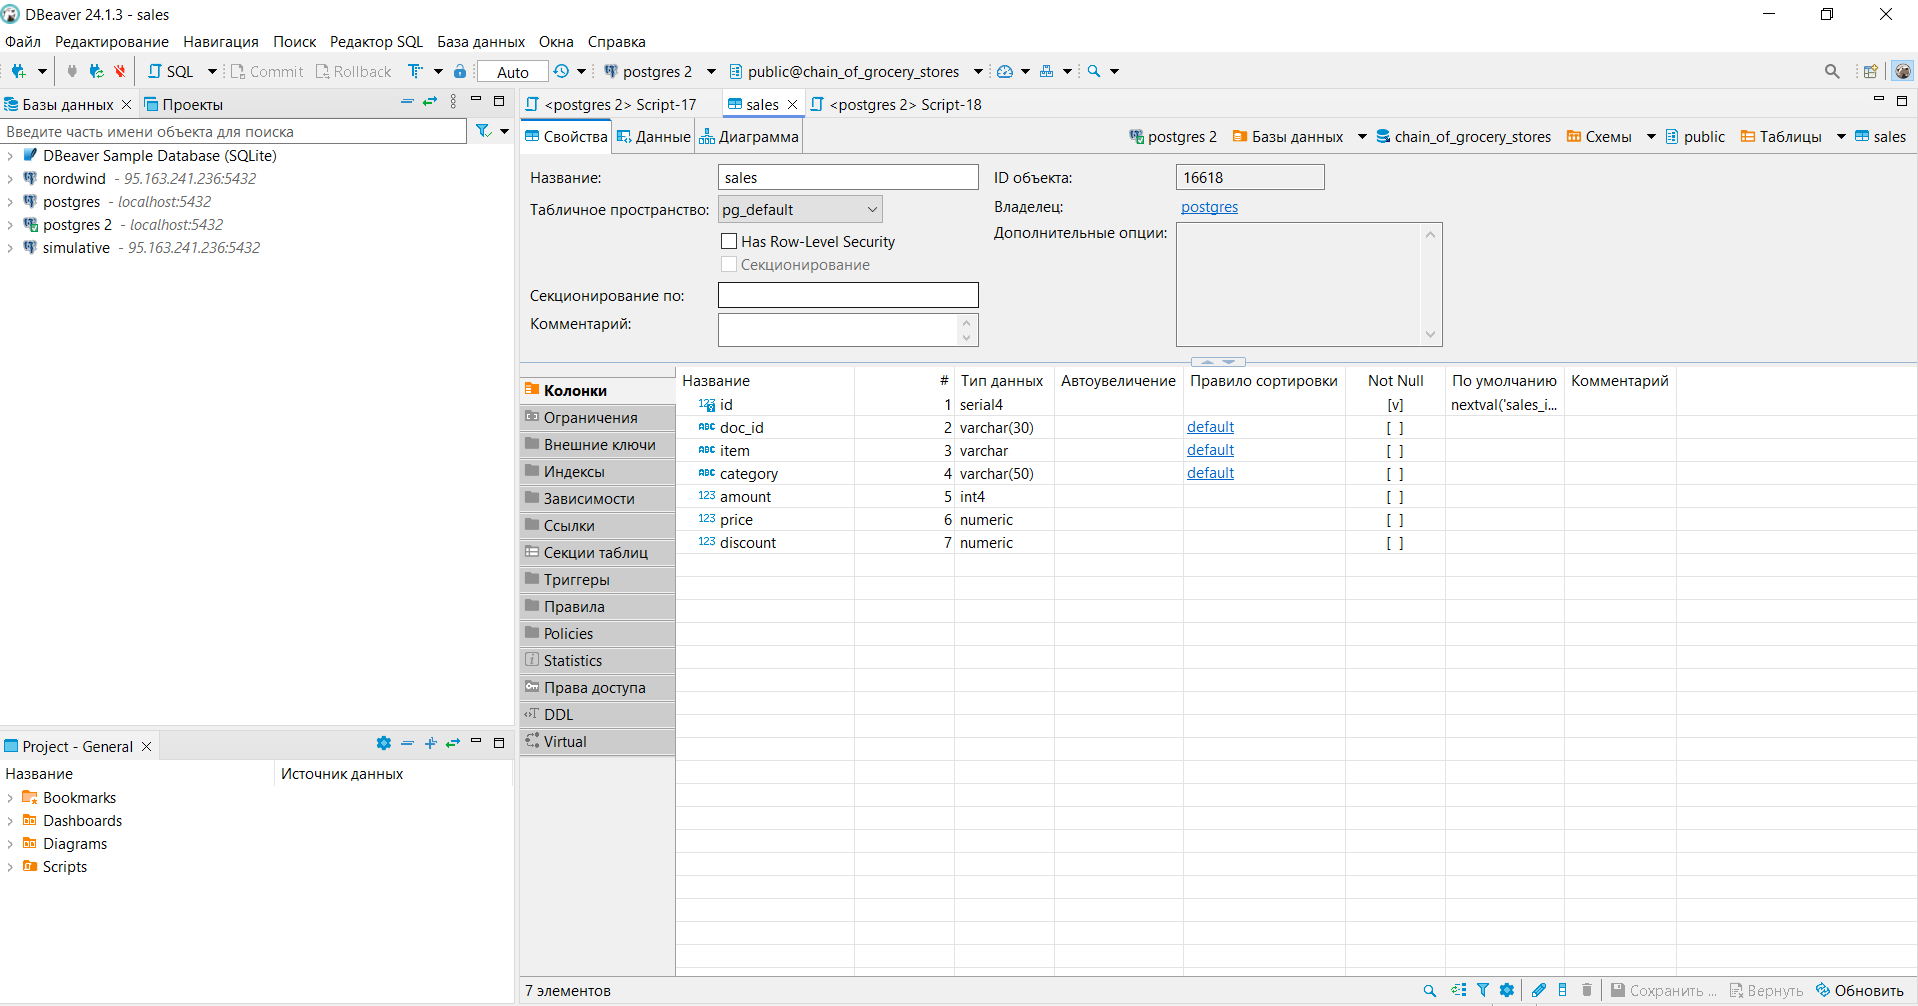 DBeaver 24.1.3 - sales
Файл Редактирование Навигация Поиск Редактор SQL База данных Окна Справка
SQL Commit Rollback Auto postgres 2 public@chain_of_grocery_stores
Базы данных Проекты
Введите часть имени объекта для поиска
DBeaver Sample Database (SQLite)
nordwind - 95.163.241.236:5432
postgres - localhost:5432
postgres 2 - localhost:5432
simulative - 95.163.241.236:5432
Project - General
Название Источник данных
Bookmarks
Dashboards
Diagrams
Scripts
<postgres 2> Script-17 sales <postgres 2> Script-18
Свойства Данные Диаграмма postgres 2 Базы данных chain_of_grocery_stores Схемы public Таблицы sales
Название: sales ID объекта: 16618
Табличное пространство: pg_default Владелец: postgres
Дополнительные опции:
Has Row-Level Security
Секционирование
Секционирование по:
Комментарий:
Колонки
Ограничения
Внешние ключи
Индексы
Зависимости
Ссылки
Секции таблиц
Триггеры
Правила
Policies
Statistics
Права доступа
DDL
Virtual
Название # Тип данных Автоувеличение Правило сортировки Not Null По умолчанию Комментарий
123 id 1 serial4 [v] nextval('sales_i...
ABC doc_id 2 varchar(30) default [ ]
ABC item 3 varchar default [ ]
ABC category 4 varchar(50) default [ ]
123 amount 5 int4 [ ]
123 price 6 numeric [ ]
123 discount 7 numeric [ ]
7 элементов Сохранить ... Вернуть Обновить